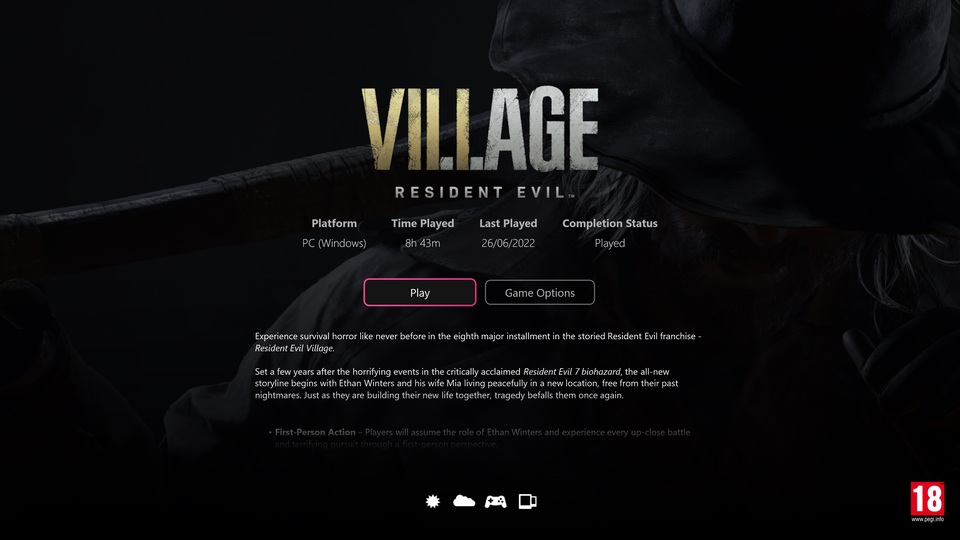 VILLAGE
RESIDENT EVIL™
Platform Time Played Last Played Completion Status
PC (Windows) 8h 43m 26/06/2022 Played
Play Game Options
Experience survival horror like never before in the eighth major installment in the storied Resident Evil franchise -
Resident Evil Village.
Set a few years after the horrifying events in the critically acclaimed Resident Evil 7 biohazard, the all-new
storyline begins with Ethan Winters and his wife Mia living peacefully in a new location, free from their past
nightmares. Just as they are building their new life together, tragedy befalls them once again.
• First-Person Action – Players will assume the role of Ethan Winters and experience every up-close battle
and terrifying pursuit through a first-person perspective.
18
www.pegi.info